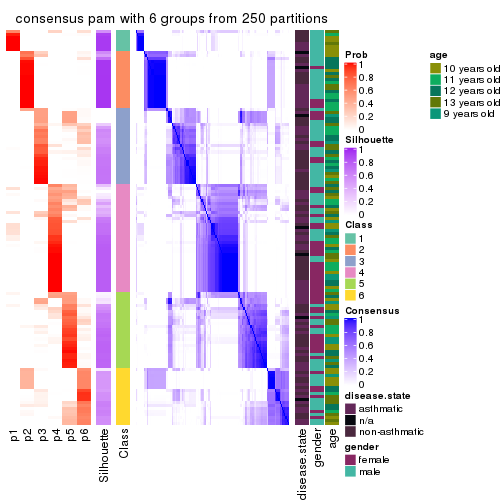 consensus pam with 6 groups from 250 partitions
Prob
1
0.8
0.6
0.4
0.2
0
Silhouette
1
0.8
0.6
0.4
0.2
0
Class
1
2
3
4
5
6
Consensus
1
0.8
0.6
0.4
0.2
0
disease.state
asthmatic
n/a
non-asthmatic
gender
female
male
age
10 years old
11 years old
12 years old
13 years old
9 years old
p1
p2
p3
p4
p5
p6
Silhouette
Class
disease.state
gender
age